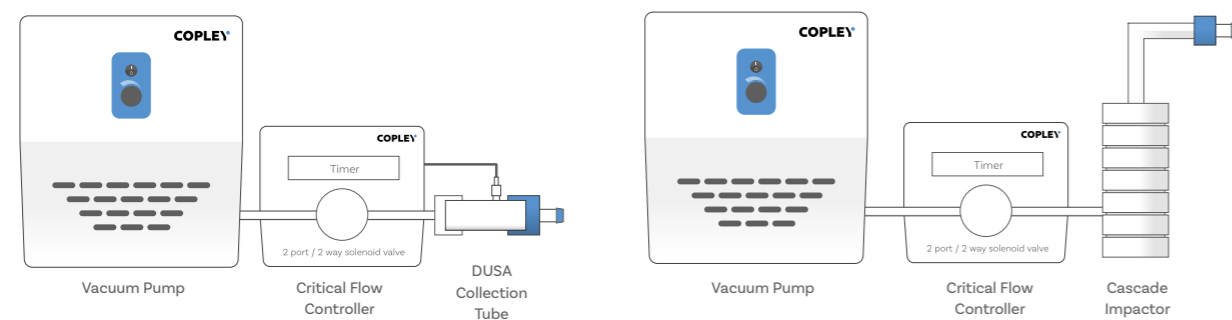 COPLEY
COPLEY
Timer
2 port / 2 way solenoid valve
Vacuum Pump
Critical Flow
Controller
DUSA
Collection
Tube
COPLEY
COPLEY
Timer
2 port / 2 way solenoid valve
Vacuum Pump
Critical Flow
Controller
Cascade
Impactor